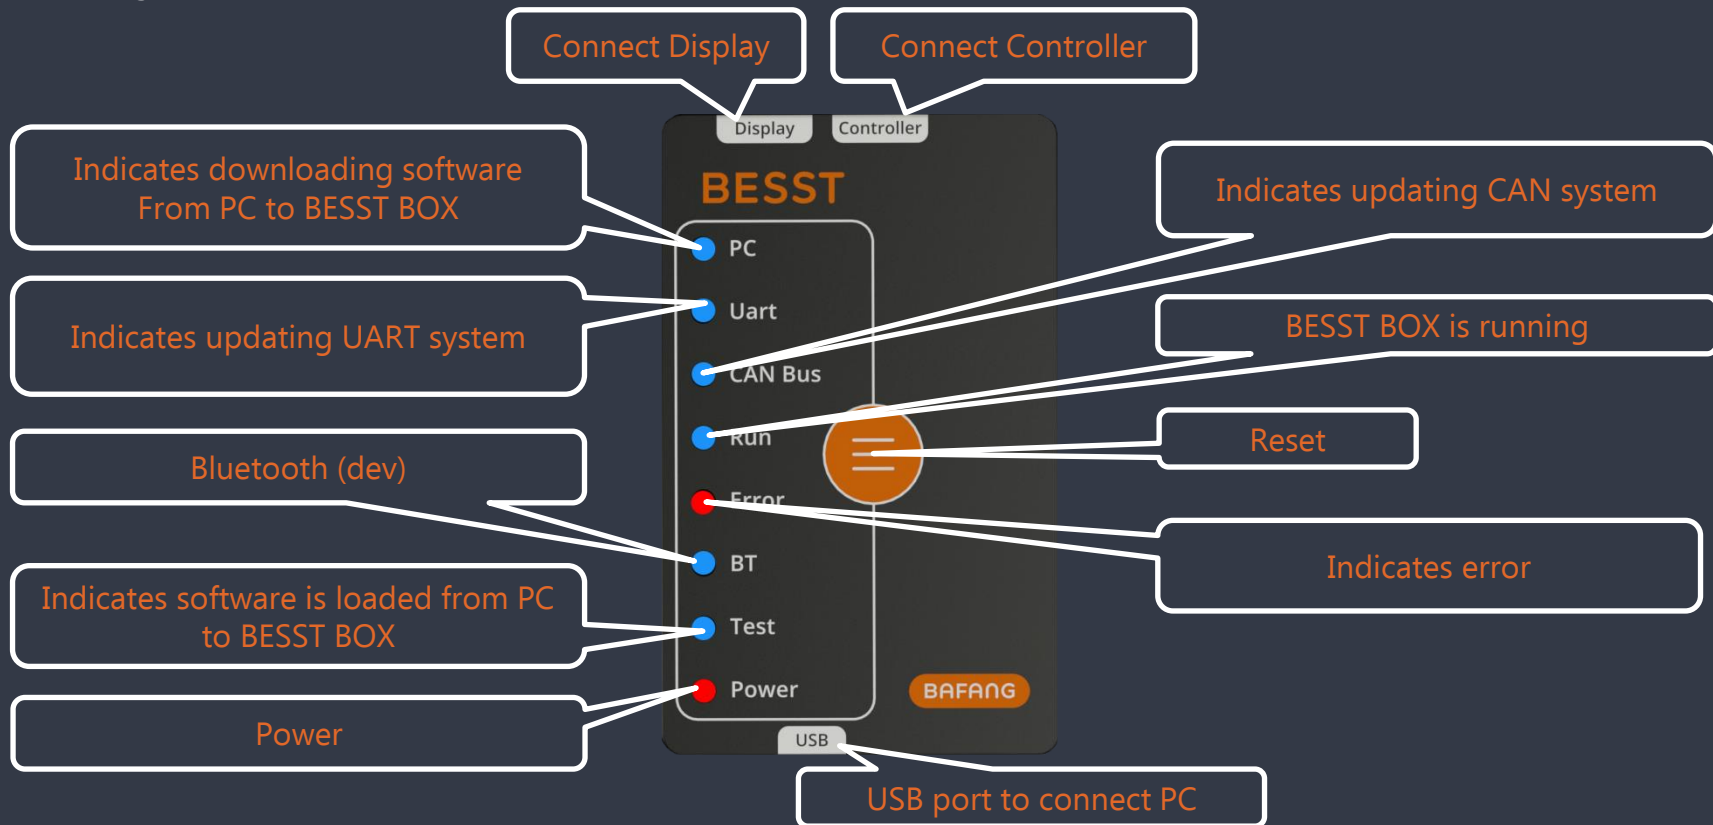 Connect Display
Connect Controller
Display
Controller
BESST
Indicates downloading software
From PC to BESST BOX
Indicates updating CAN system
PC
Uart
Indicates updating UART system
BESST BOX is running
CAN Bus
Run
Reset
Bluetooth (dev)
Error
BT
Indicates error
Indicates software is loaded from PC
to BESST BOX
Test
Power
BAFANG
Power
USB
USB port to connect PC